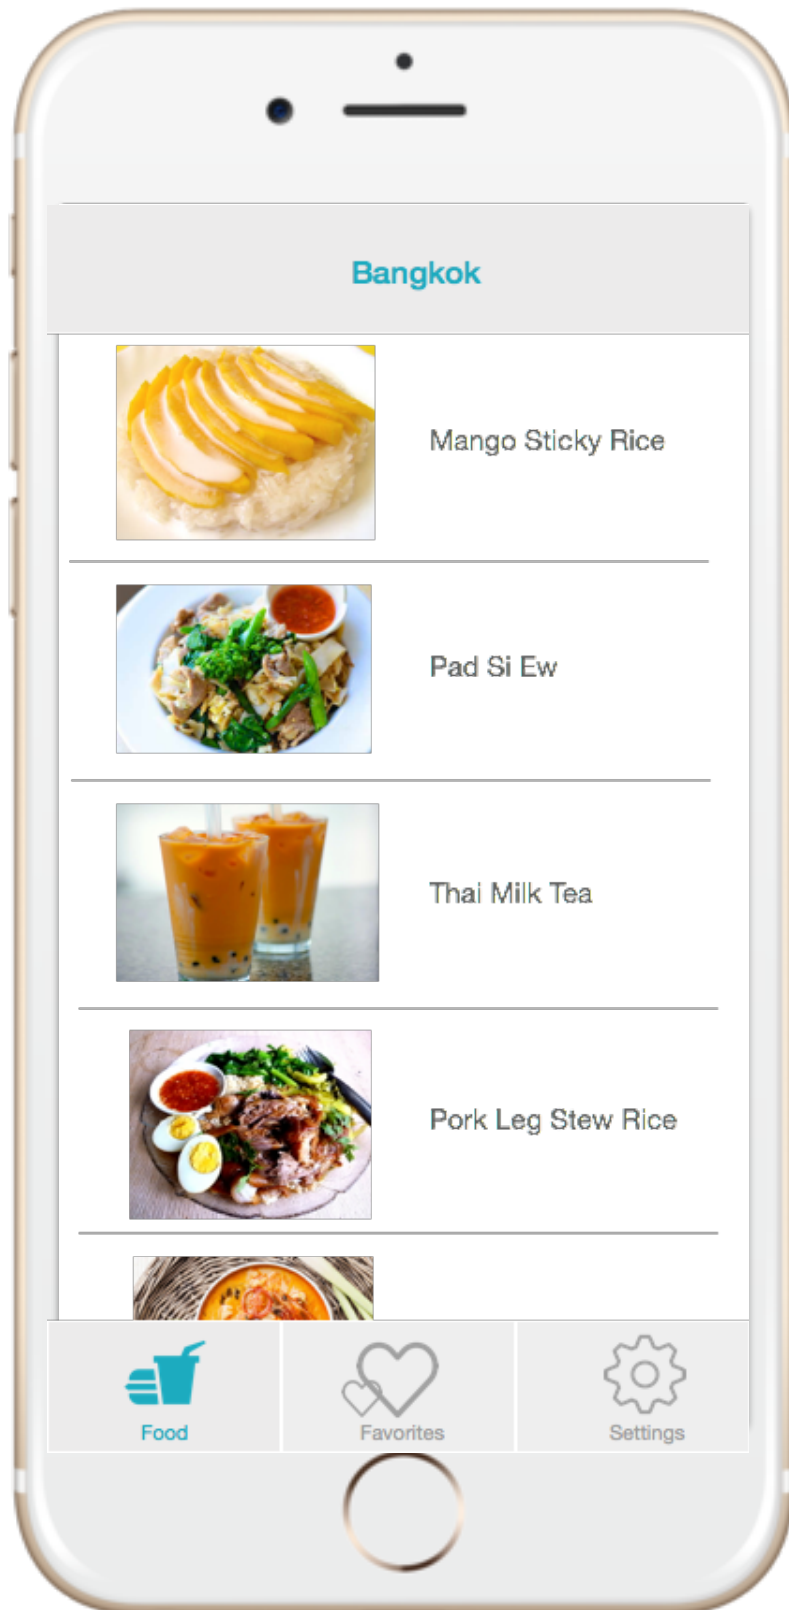 Bangkok
Mango Sticky Rice
Pad Si Ew
Thai Milk Tea
Pork Leg Stew Rice
Food
Favorites
Settings